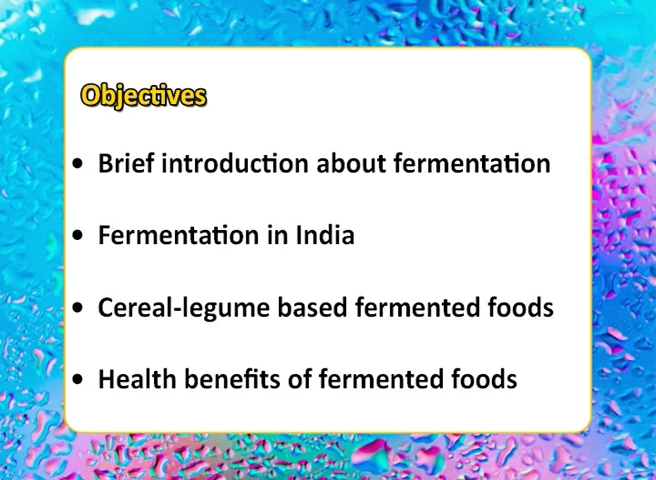 Objectives
• Brief introduction about fermentation
• Fermentation in India
• Cereal-legume based fermented foods
• Health benefits of fermented foods